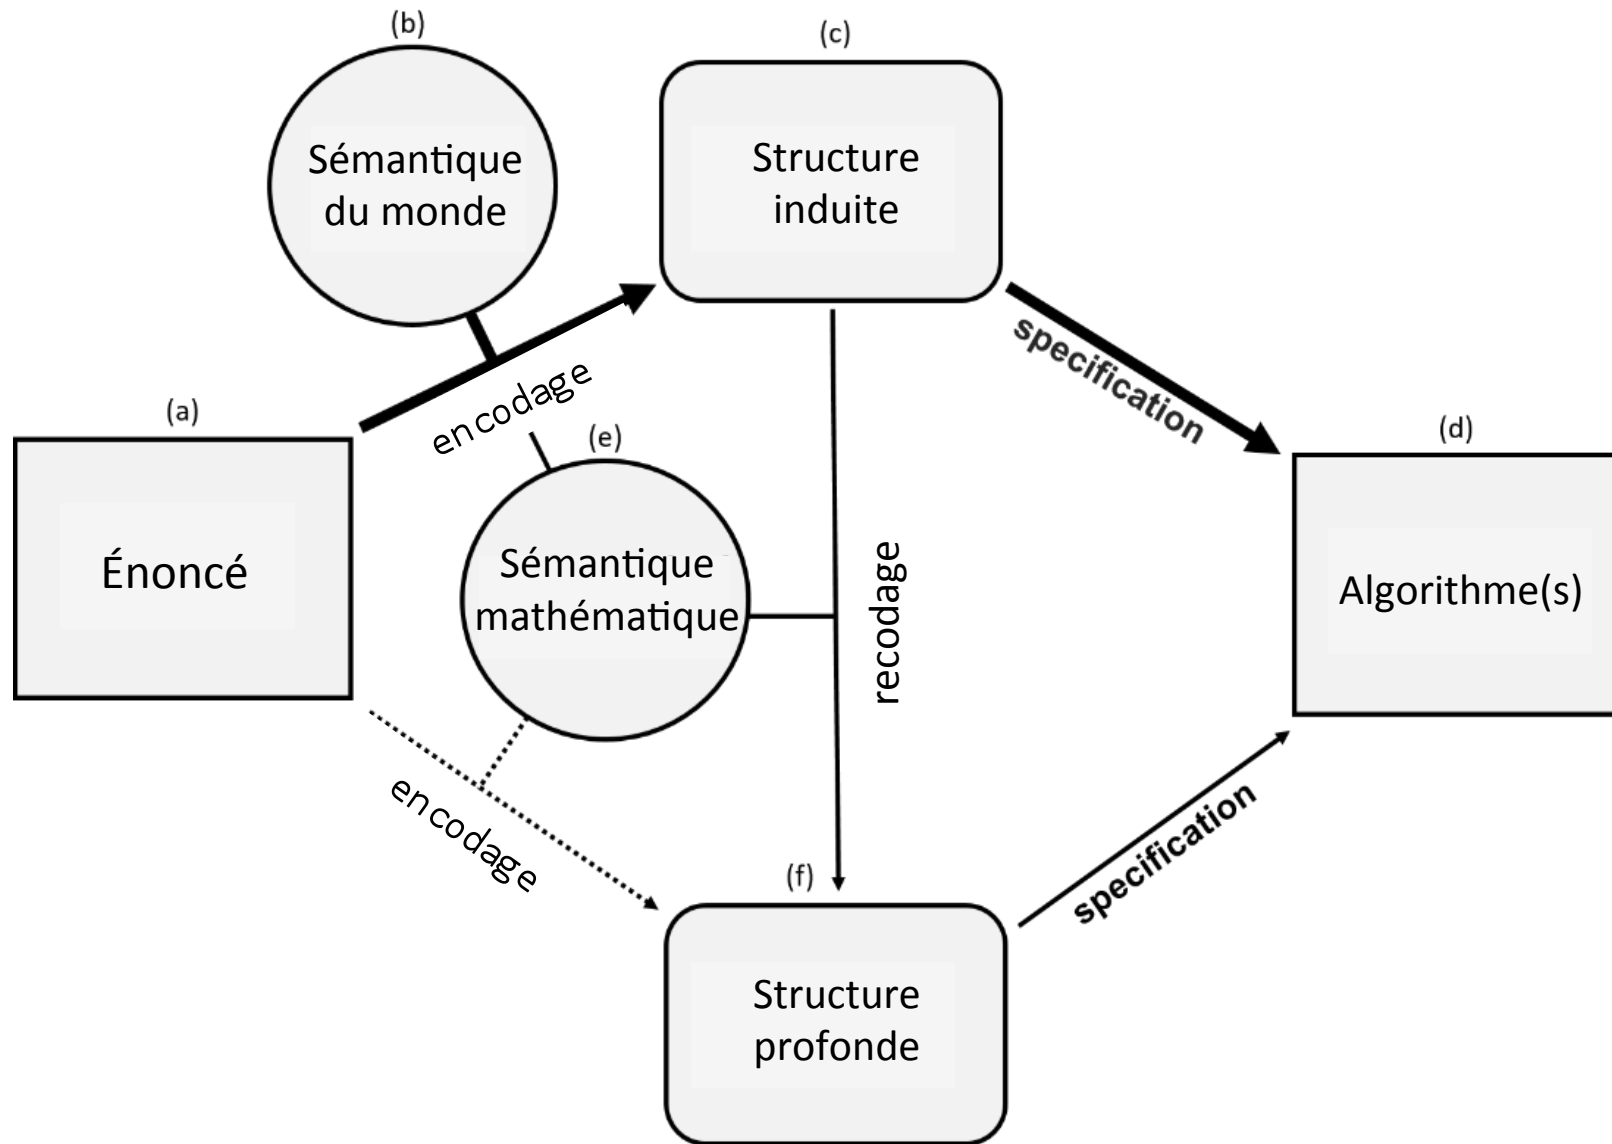 (b)
(c)
Sémantique
du monde
Structure
induite
specification
encodage
(a)
(e)
(d)
Énoncé
Sémantique
mathématique
recodage
Algorithme(s)
encodage
specification
(f)
Structure
profonde